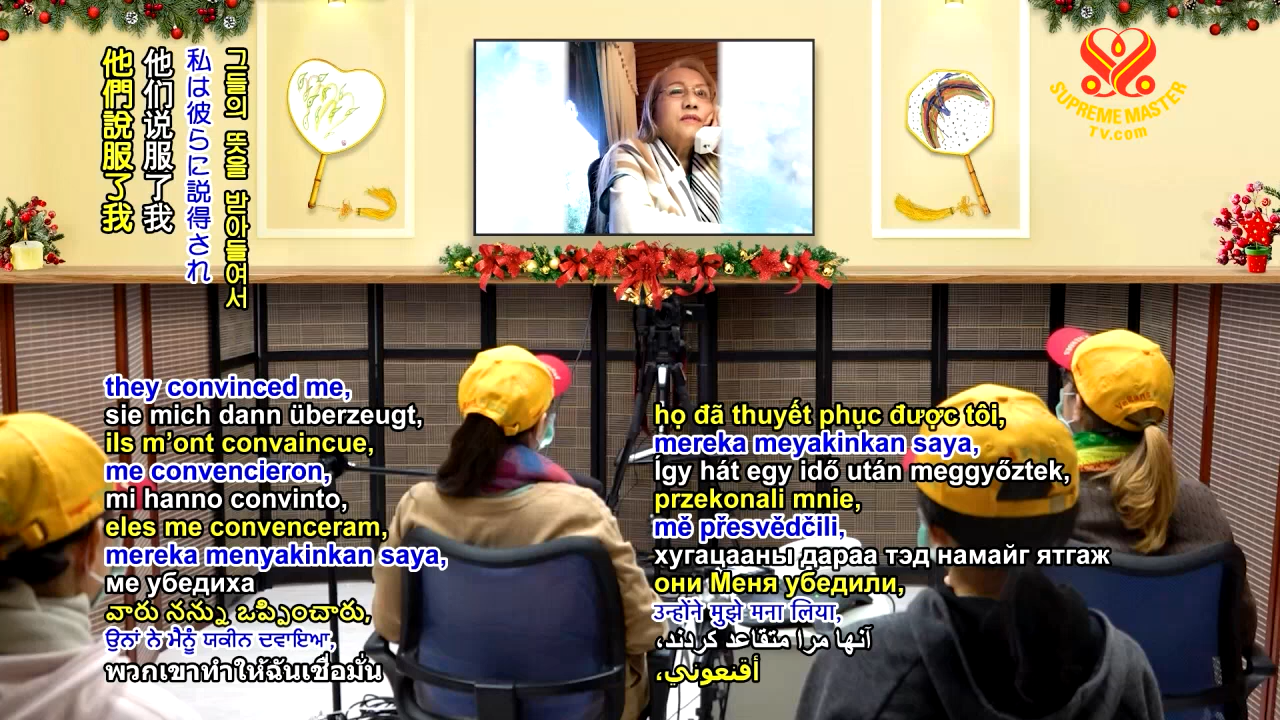 그들의 뜻을 받아들여서
私は彼らに説得され
他们说服了我
他們說服了我
SUPREME MASTER
TV.com
they convinced me,
sie mich dann überzeugt,
ils m’ont convaincue,
me convencieron,
mi hanno convinto,
eles me convenceram,
mereka menyakinkan saya,
ме убедиха
వారు నన్ను ఒప్పించారు,
ਉਨਾਂ ਨੇ ਮੈਨੂੰ ਯਕੀਨ ਦਵਾਇਆ,
พวกเขาทำให้ฉันเชื่อมั่น
họ đã thuyết phục được tôi,
mereka meyakinkan saya,
Így hát egy idő után meggyőztek,
przekonali mnie,
mě přesvědčili,
хугацааны дараа тэд намайг ятгаж
они Меня убедили,
उन्होंने मुझे मना लिया,
آنها مرا متقاعد کردند،
أقنعوني،